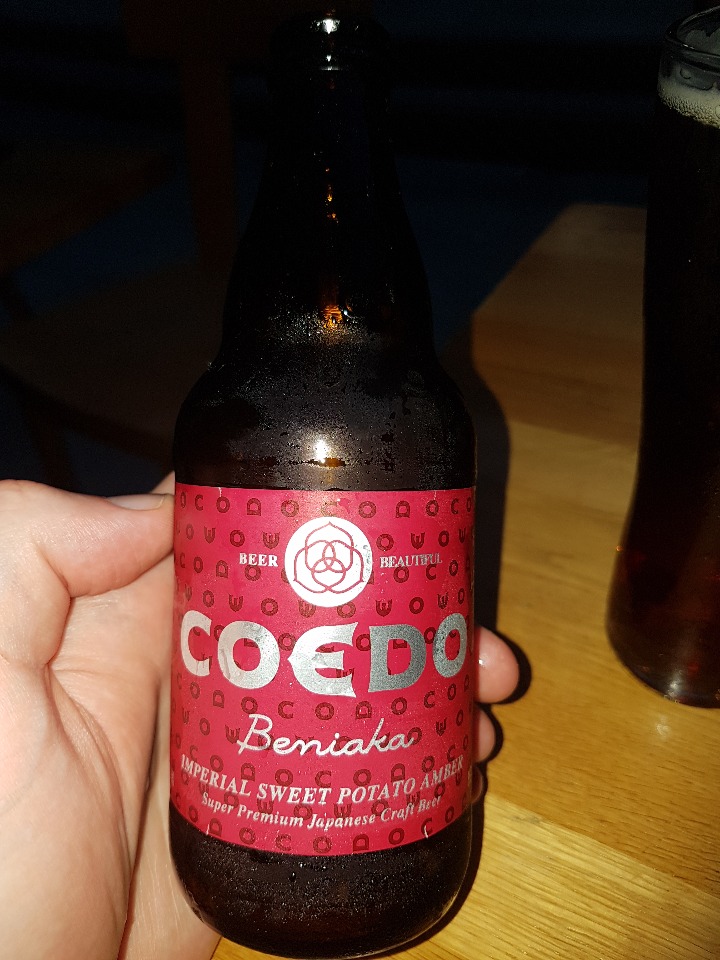 BEER BEAUTIFUL
COEDO
Beniaka
IMPERIAL SWEET POTATO AMBER
Super Premium Japanese Craft Beer